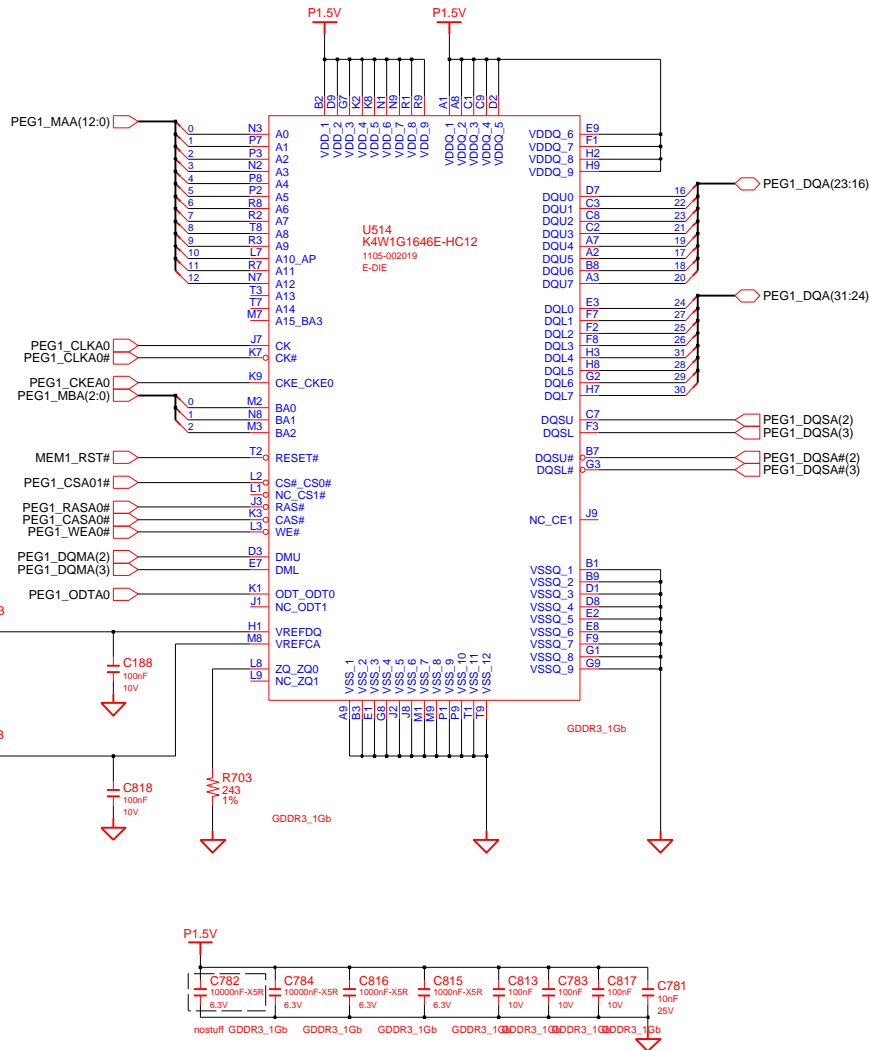 P1.5V P1.5V
B2 D9 G7 K2 K8 N1 N9 R1 R9 A1 A8 C1 C9 D2
VDD_1 VDD_2 VDD_3 VDD_4 VDD_5 VDD_6 VDD_7 VDD_8 VDD_9 VDDQ_1 VDDQ_2 VDDQ_3 VDDQ_4 VDDQ_5
PEG1_MAA(12:0)
0 N3 A0
1 P7 A1
2 P3 A2
3 N2 A3
4 P8 A4
5 P2 A5
6 R8 A6
7 R2 A7
8 T8 A8
9 R3 A9
10 L7 A10_AP
11 R7 A11
12 N7 A12
T3 A13
T7 A14
M7 A15_BA3
PEG1_CLKA0 J7 CK
PEG1_CLKA0# K7 CK#
PEG1_CKEA0 K9 CKE_CKE0
PEG1_MBA(2:0)
0 M2 BA0
1 N8 BA1
2 M3 BA2
MEM1_RST# T2 RESET#
PEG1_CSA01# L2 CS#_CS0#
L1 NC_CS1#
PEG1_RASA0# J3 RAS#
PEG1_CASA0# K3 CAS#
PEG1_WEA0# L3 WE#
PEG1_DQMA(2) D3 DMU
PEG1_DQMA(3) E7 DML
PEG1_ODTA0 K1 ODT_ODT0
J1 NC_ODT1
3
H1 VREFDQ
M8 VREFCA
L8 ZQ_ZQ0
L9 NC_ZQ1
U514
K4W1G1646E-HC12
1105-002019
E-DIE
VDDQ_6 E9
VDDQ_7 F1
VDDQ_8 H2
VDDQ_9 H9
DQU0 D7 16 PEG1_DQA(23:16)
DQU1 C3 22
DQU2 C8 23
DQU3 C2 21
DQU4 A7 19
DQU5 A2 17
DQU6 B8 18
DQU7 A3 20
DQL0 E3 24 PEG1_DQA(31:24)
DQL1 F7 27
DQL2 F2 25
DQL3 F8 26
DQL4 H3 31
DQL5 H8 28
DQL6 G2 29
DQL7 H7 30
DQSU C7 PEG1_DQSA(2)
DQSL F3 PEG1_DQSA(3)
DQSU# B7 PEG1_DQSA#(2)
DQSL# G3 PEG1_DQSA#(3)
NC_CE1 J9
VSSQ_1 B1
VSSQ_2 B9
VSSQ_3 D1
VSSQ_4 D8
VSSQ_5 E2
VSSQ_6 E8
VSSQ_7 F9
VSSQ_8 G1
VSSQ_9 G9
VSS_1 VSS_2 VSS_3 VSS_4 VSS_5 VSS_6 VSS_7 VSS_8 VSS_9 VSS_10 VSS_11 VSS_12
A9 B3 E1 G8 J2 J8 M1 M9 P1 P9 T1 T9
GDDR3_1Gb
C188
100nF
10V
3
C818
100nF
10V
R703
243
1%
GDDR3_1Gb
P1.5V
C782 C784 C816 C815 C813 C783 C817 C781
10000nF-X5R 10000nF-X5R 1000nF-X5R 1000nF-X5R 100nF 100nF 100nF 10nF
6.3V 6.3V 6.3V 6.3V 10V 10V 10V 25V
nostuff GDDR3_1Gb GDDR3_1Gb GDDR3_1Gb GDDR3_1Gb GDDR3_1Gb GDDR3_1Gb GDDR3_1Gb